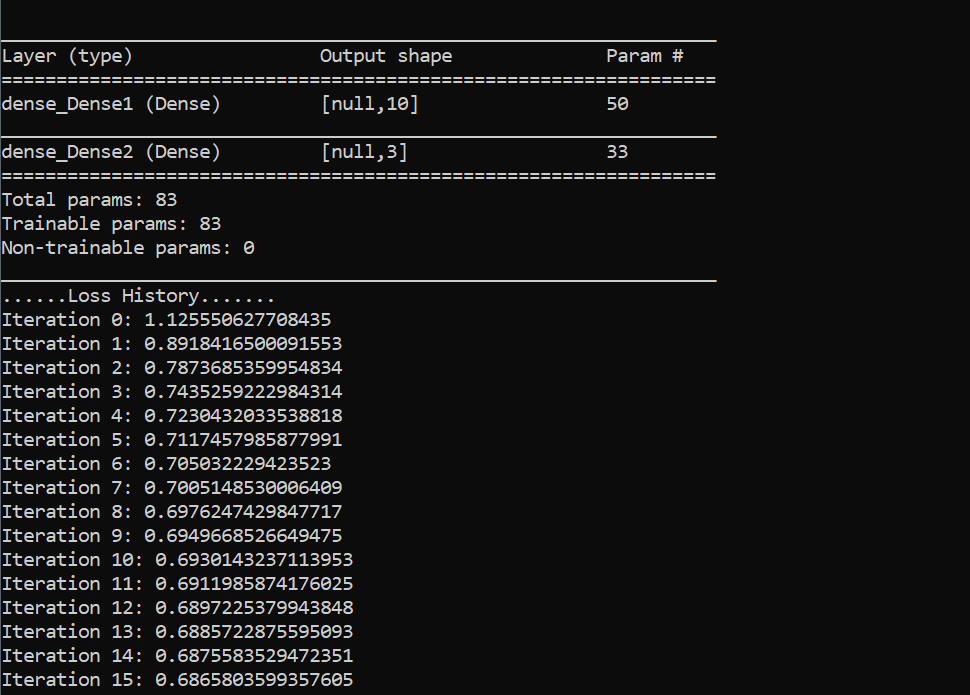 Layer (type) Output shape Param #
=================================================================
dense_Dense1 (Dense) [null,10] 50
dense_Dense2 (Dense) [null,3] 33
=================================================================
Total params: 83
Trainable params: 83
Non-trainable params: 0
......Loss History.......
Iteration 0: 1.125550627708435
Iteration 1: 0.8918416500091553
Iteration 2: 0.7873685359954834
Iteration 3: 0.7435259222984314
Iteration 4: 0.7230432033538818
Iteration 5: 0.7117457985877991
Iteration 6: 0.705032229423523
Iteration 7: 0.7005148530006409
Iteration 8: 0.6976247429847717
Iteration 9: 0.6949668526649475
Iteration 10: 0.6930143237113953
Iteration 11: 0.6911985874176025
Iteration 12: 0.6897225379943848
Iteration 13: 0.6885722875595093
Iteration 14: 0.6875583529472351
Iteration 15: 0.6865803599357605